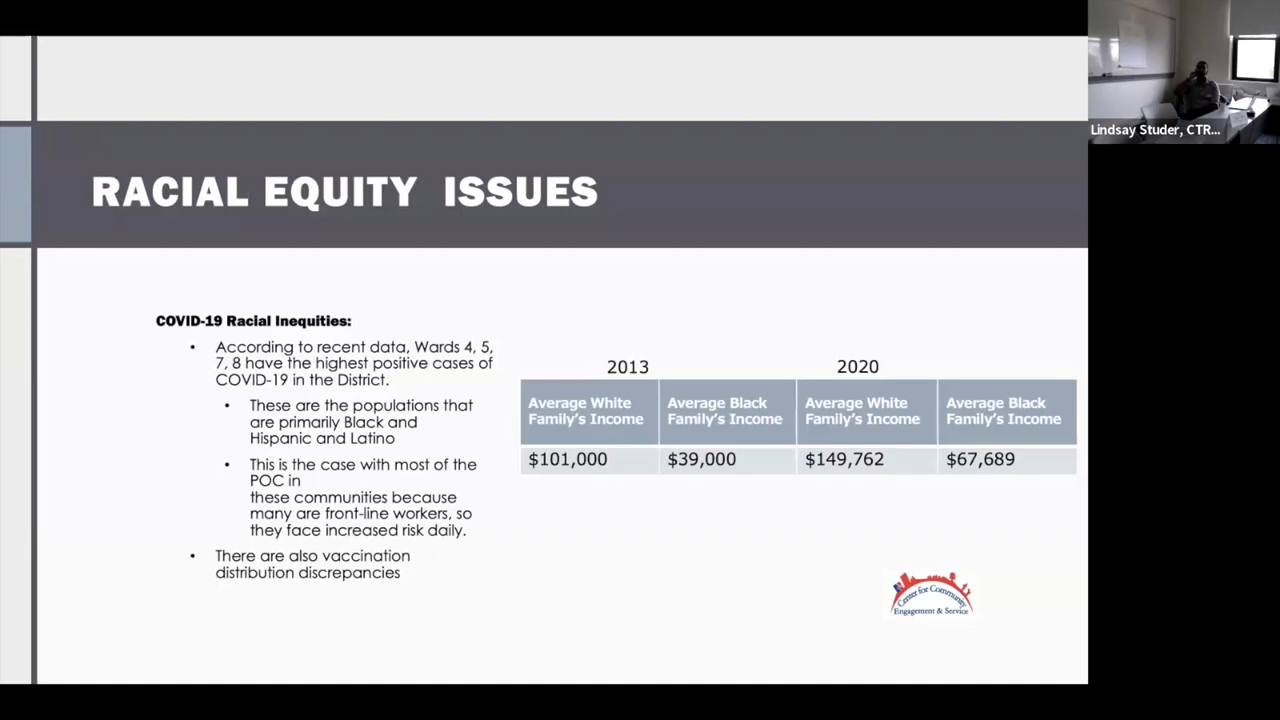 Lindsay Studer, CTR...
RACIAL EQUITY ISSUES
COVID-19 Racial Inequities:
• According to recent data, Wards 4, 5,
7, 8 have the highest positive cases of
COVID-19 in the District.
• These are the populations that
are primarily Black and
Hispanic and Latino
• This is the case with most of the
POC in
these communities because
many are front-line workers, so
they face increased risk daily.
• There are also vaccination
distribution discrepancies
2013 2020
Average White Family's Income Average Black Family's Income Average White Family's Income Average Black Family's Income
$101,000 $39,000 $149,762 $67,689
Center for Community
Engagement & Service